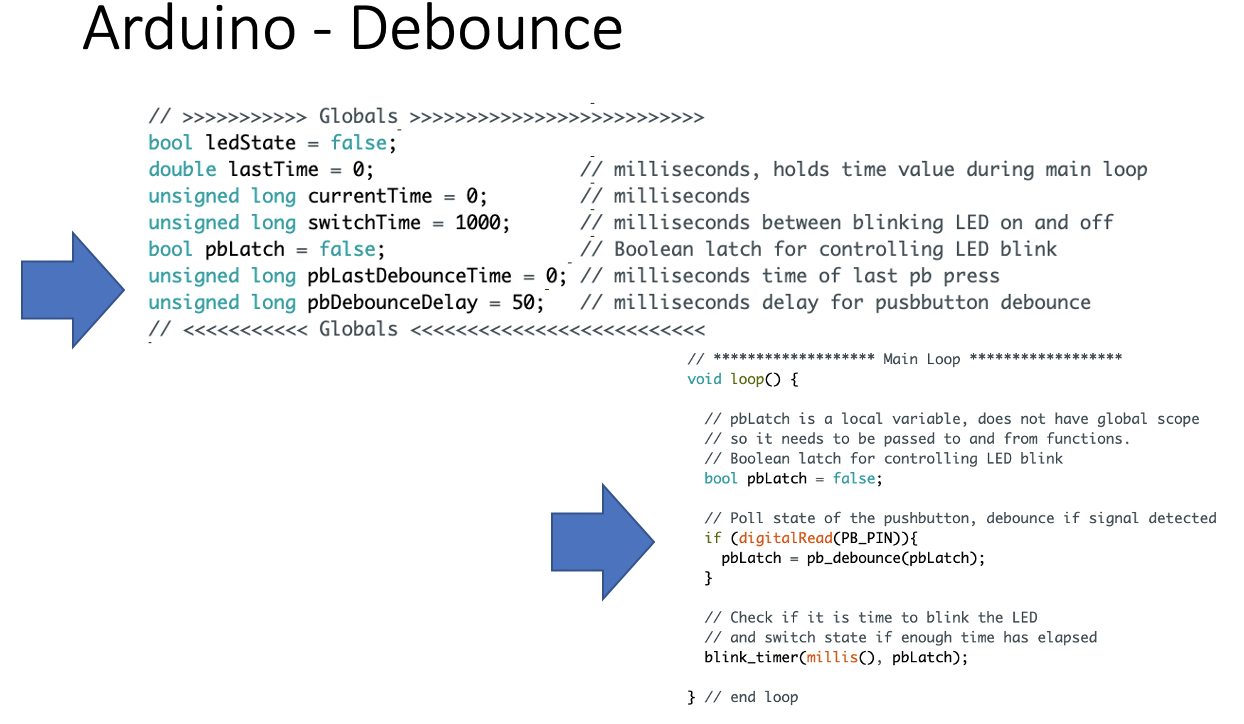 Arduino - Debounce
// >>>>>>>>>>> Globals >>>>>>>>>>>>>>>>>>>>>>>>>>
bool ledState = false;
double lastTime = 0; // milliseconds, holds time value during main loop
unsigned long currentTime = 0; // milliseconds
unsigned long switchTime = 1000; // milliseconds between blinking LED on and off
bool pbLatch = false; // Boolean latch for controlling LED blink
unsigned long pbLastDebounceTime = 0; // milliseconds time of last pb press
unsigned long pbDebounceDelay = 50; // milliseconds delay for pusbbutton debounce
// <<<<<<<<<<< Globals <<<<<<<<<<<<<<<<<<<<<<<<<<
// ******************* Main Loop ******************
void loop() {
// pbLatch is a local variable, does not have global scope
// so it needs to be passed to and from functions.
// Boolean latch for controlling LED blink
bool pbLatch = false;
// Poll state of the pushbutton, debounce if signal detected
if (digitalRead(PB_PIN)){
pbLatch = pb_debounce(pbLatch);
}
// Check if it is time to blink the LED
// and switch state if enough time has elapsed
blink_timer(millis(), pbLatch);
} // end loop